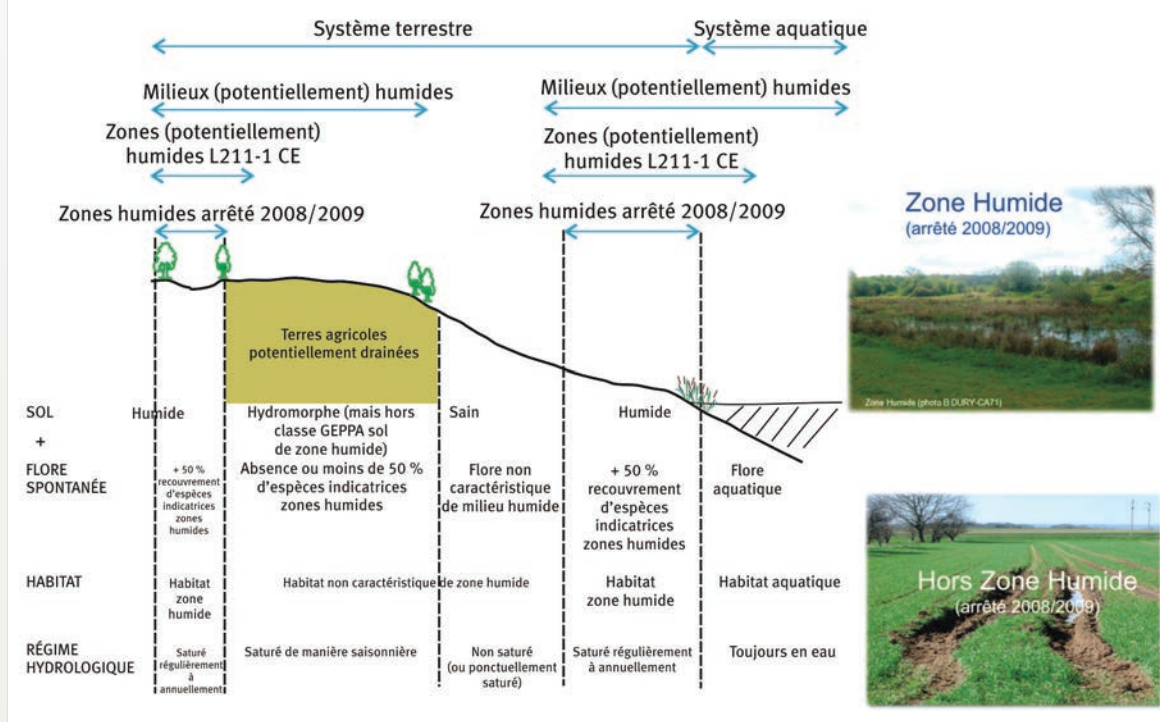 Système terrestre
Système aquatique
Milieux (potentiellement) humides
Milieux (potentiellement) humides
Zones (potentiellement)
humides L211-1 CE
Zones (potentiellement)
humides L211-1 CE
Zones humides arrêté 2008/2009
Zones humides arrêté 2008/2009
Zone Humide
(arrêté 2008/2009)
Zone Humide (photo B.DURY-CA71)
Terres agricoles
potentiellement drainées
SOL
+
FLORE
SPONTANÉE
Humide
Hydromorphe (mais hors
classe GEPPA sol
de zone humide)
Sain
Humide
+ 50 %
recouvrement
d'espèces
indicatrices
zones
humides
Absence ou moins de 50 %
d'espèces indicatrices
zones humides
Flore non
caractéristique
de milieu humide
+ 50 %
recouvrement
d'espèces
indicatrices
zones humides
Flore
aquatique
HABITAT
Habitat
zone
humide
Habitat non caractéristique de zone humide
Habitat
zone humide
Habitat aquatique
RÉGIME
HYDROLOGIQUE
Saturé
régulièrement
à
annuellement
Saturé de manière saisonnière
Non saturé
(ou ponctuellement
saturé)
Saturé régulièrement
à annuellement
Toujours en eau
Hors Zone Humide
(arrêté 2008/2009)